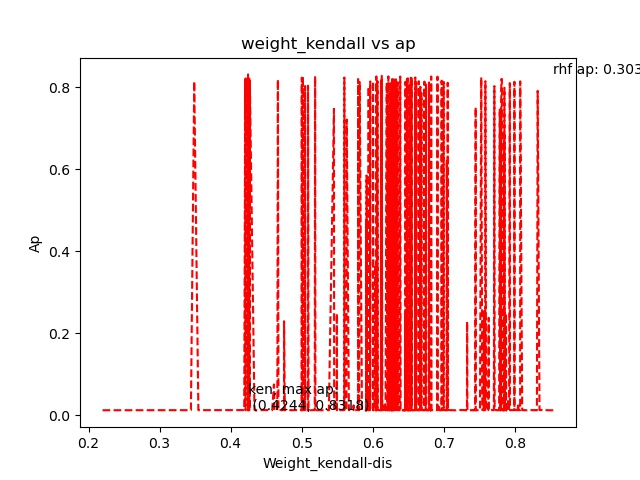 weight_kendall vs ap
rhf ap: 0.303
0.8
0.6
0.4
0.2
0.0
Ap
ken_max ap
(0.4244, 0.8318)
0.2 0.3 0.4 0.5 0.6 0.7 0.8
Weight_kendall-dis